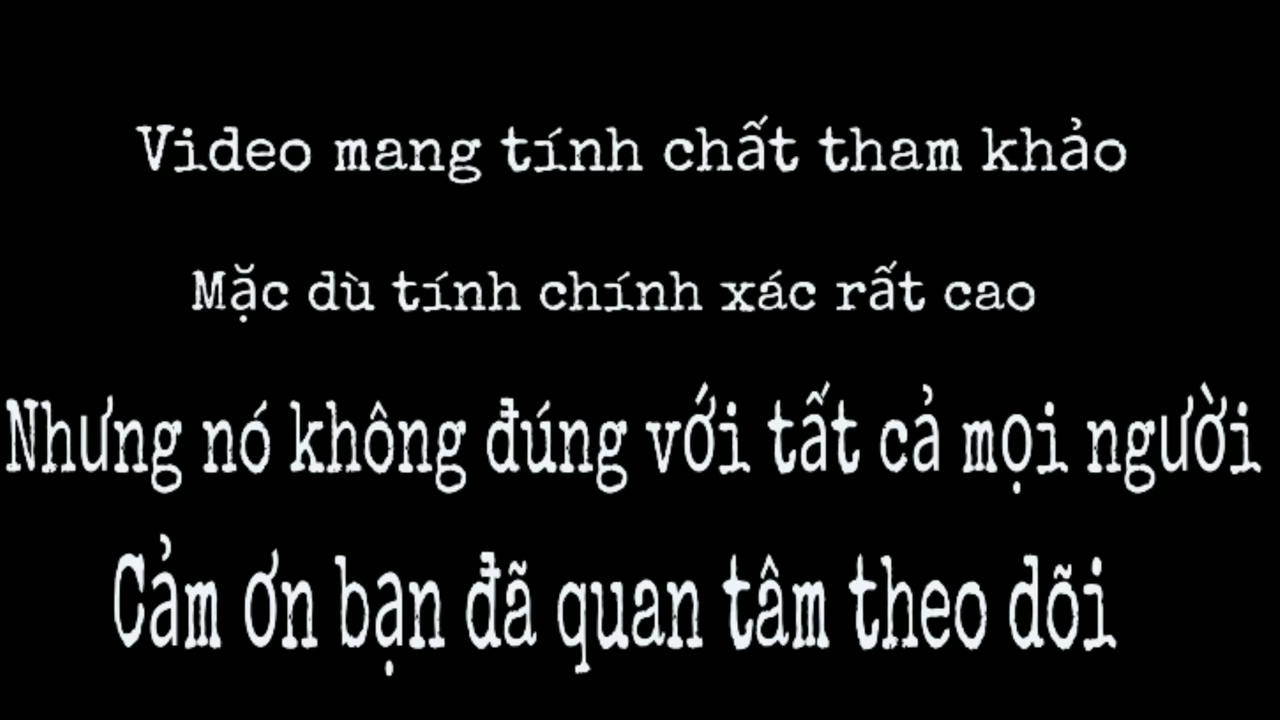 Video mang tính chất tham khảo
Mặc dù tính chính xác rất cao
Nhưng nó không đúng với tất cả mọi người
Cảm ơn bạn đã quan tâm theo dõi